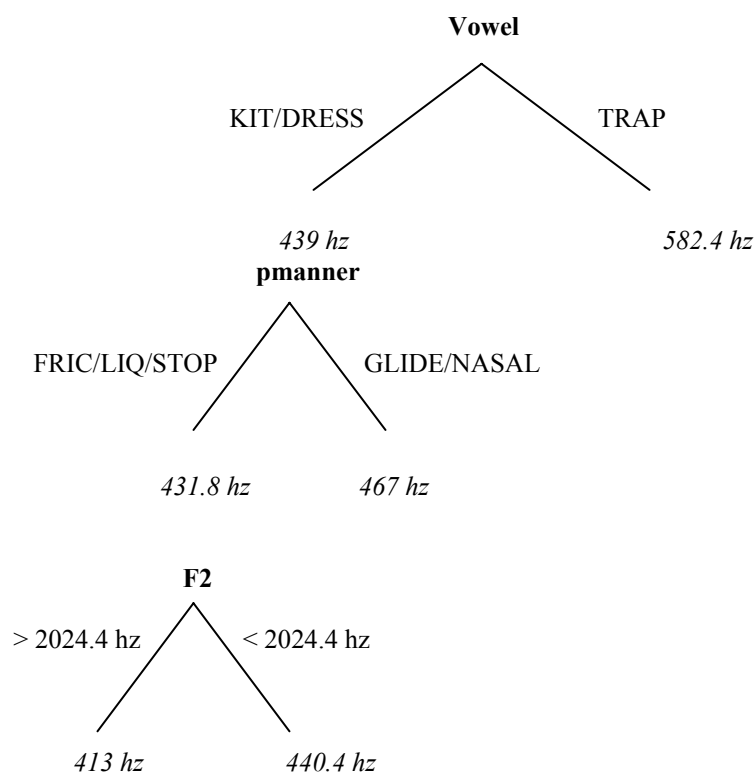 Vowel
KIT/DRESS TRAP
439 hz 582.4 hz
pmanner
FRIC/LIQ/STOP GLIDE/NASAL
431.8 hz 467 hz
F2
> 2024.4 hz < 2024.4 hz
413 hz 440.4 hz